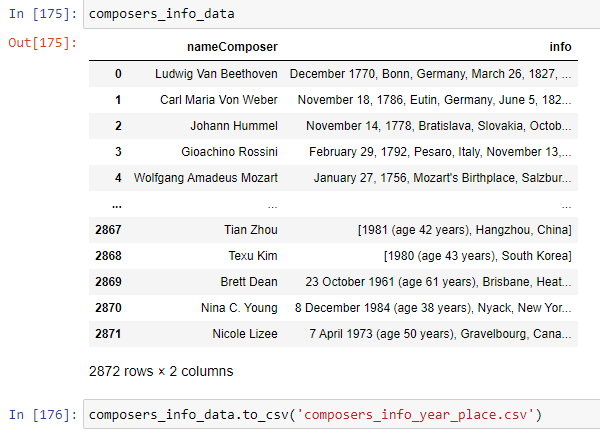 In [175]: composers_info_data
Out[175]:
nameComposer info
0 Ludwig Van Beethoven December 1770, Bonn, Germany, March 26, 1827, ...
1 Carl Maria Von Weber November 18, 1786, Eutin, Germany, June 5, 182...
2 Johann Hummel November 14, 1778, Bratislava, Slovakia, Octob...
3 Gioachino Rossini February 29, 1792, Pesaro, Italy, November 13,...
4 Wolfgang Amadeus Mozart January 27, 1756, Mozart's Birthplace, Salzbur...
... ... ...
2867 Tian Zhou [1981 (age 42 years), Hangzhou, China]
2868 Texu Kim [1980 (age 43 years), South Korea]
2869 Brett Dean 23 October 1961 (age 61 years), Brisbane, Heat...
2870 Nina C. Young 8 December 1984 (age 38 years), Nyack, New Yor...
2871 Nicole Lizee 7 April 1973 (age 50 years), Gravelbourg, Cana...
2872 rows × 2 columns
In [176]: composers_info_data.to_csv('composers_info_year_place.csv')